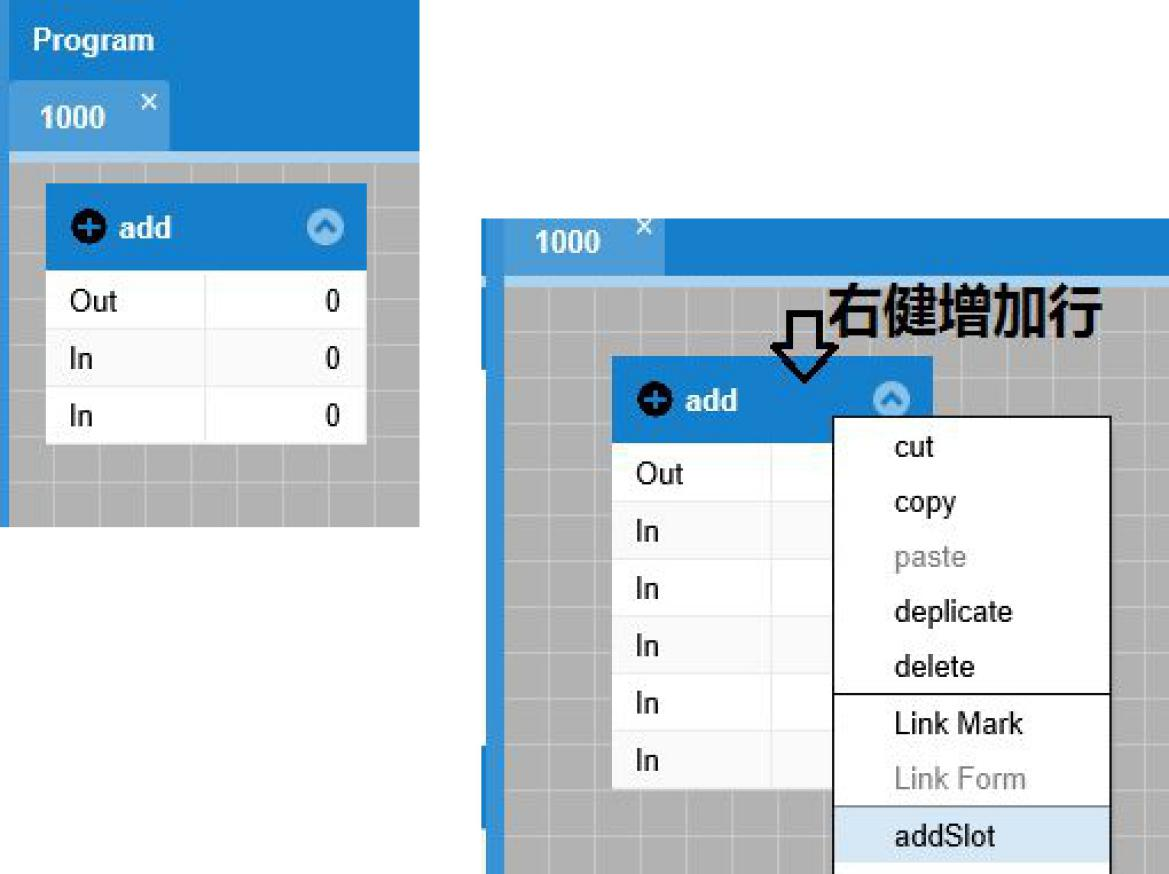 Program
1000 ×
add
Out 0
In 0
In 0
1000 ×
右健增加行
add
Out
In
In
In
In
In
cut
copy
paste
deplicate
delete
Link Mark
Link Form
addSlot